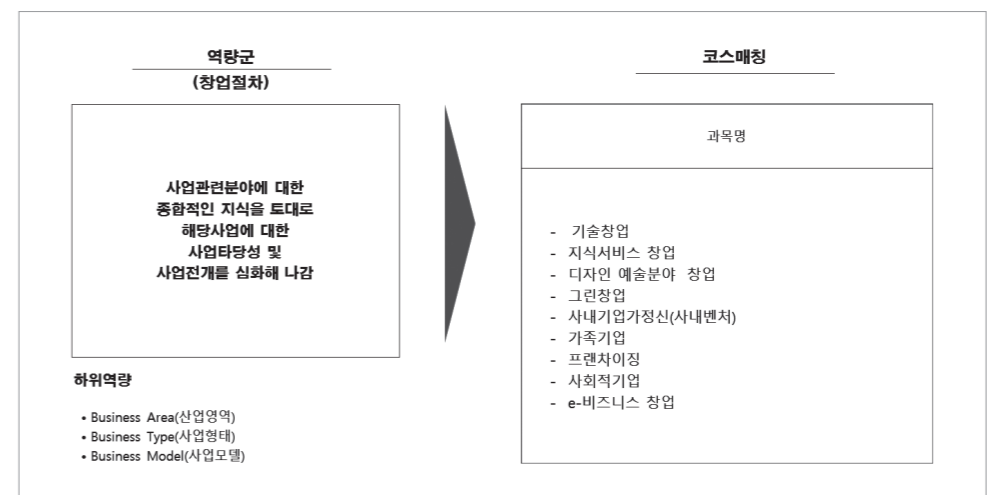 역량군
(창업절차)
사업관련분야에 대한
종합적인 지식을 토대로
해당사업에 대한
사업타당성 및
사업전개를 심화해 나감
하위역량
• Business Area(산업영역)
• Business Type(사업형태)
• Business Model(사업모델)
코스매칭
과목명
- 기술창업
- 지식서비스 창업
- 디자인 예술분야 창업
- 그린창업
- 사내기업가정신(사내벤처)
- 가족기업
- 프랜차이징
- 사회적기업
- e-비즈니스 창업